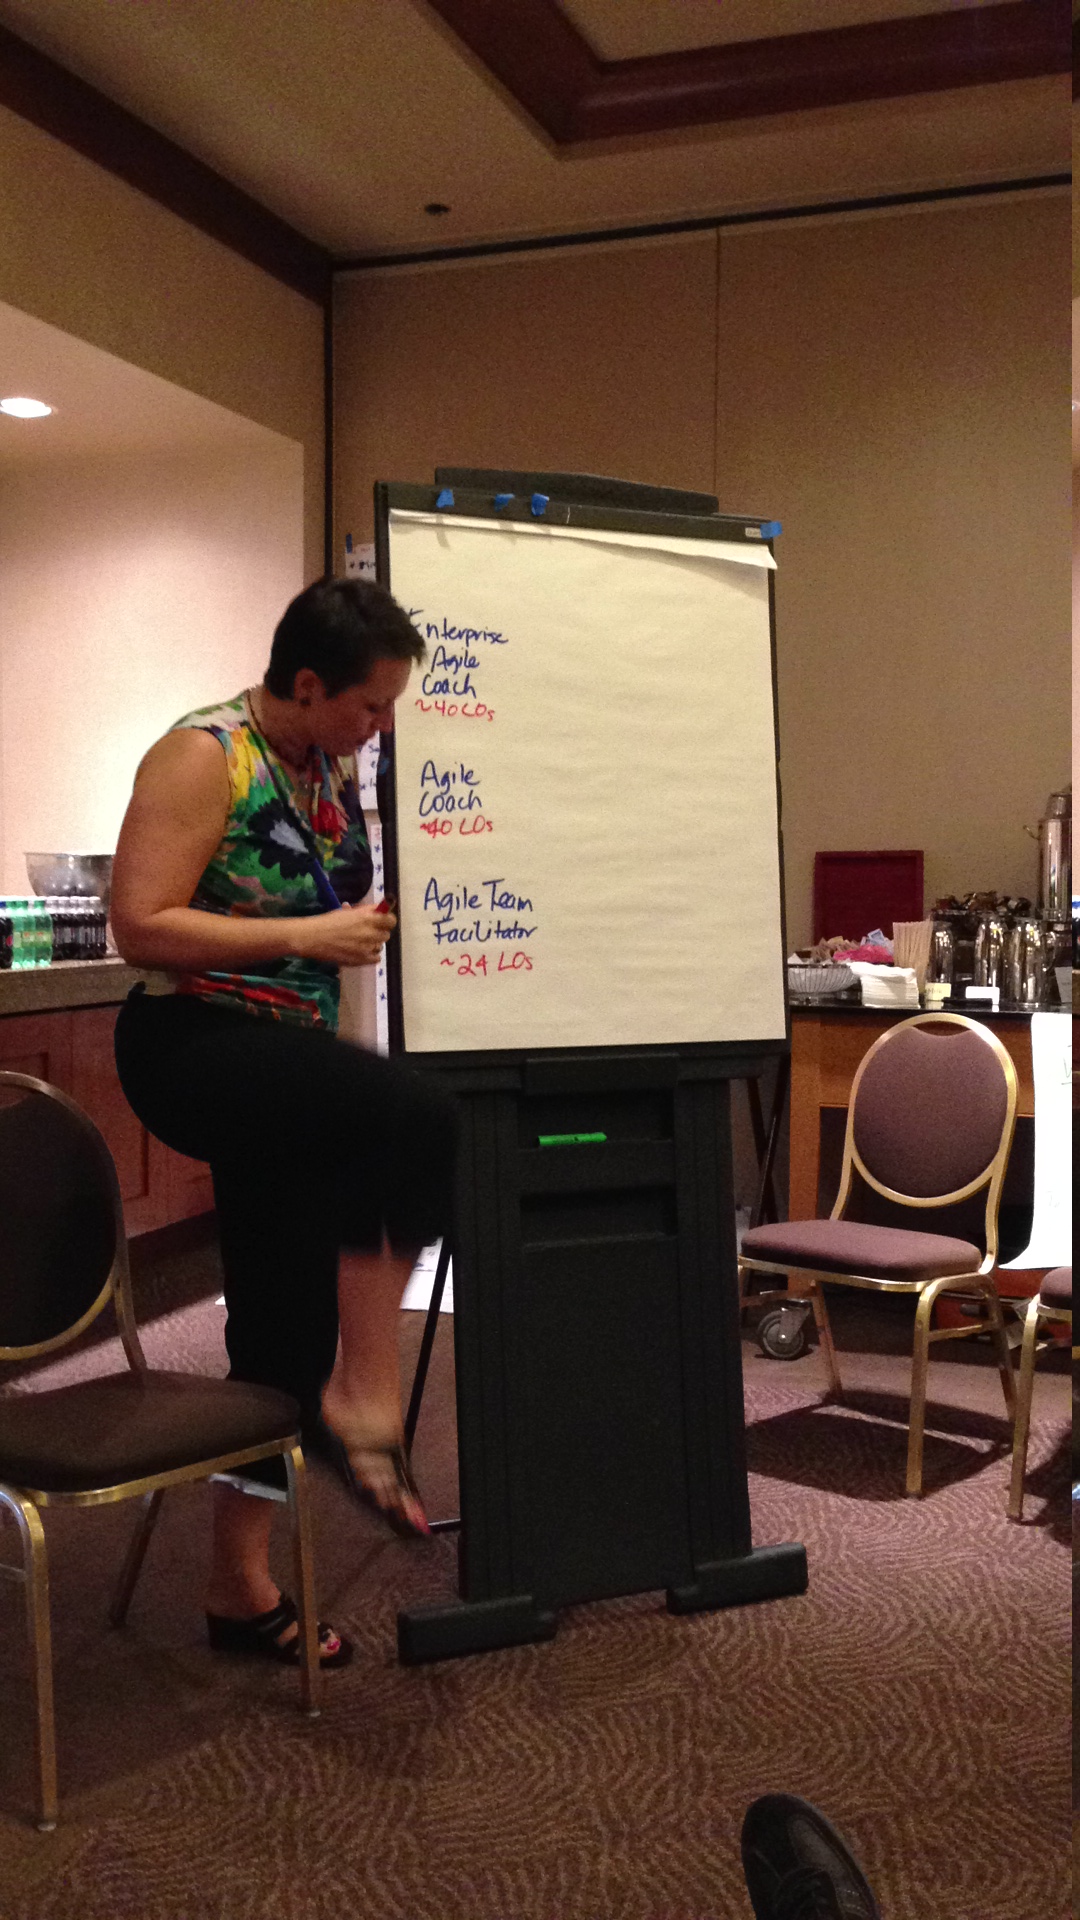 Enterprise
Agile
Coach
~40 LOs
Agile
Coach
~40 LOs
Agile Team
Facilitator
~24 LOs